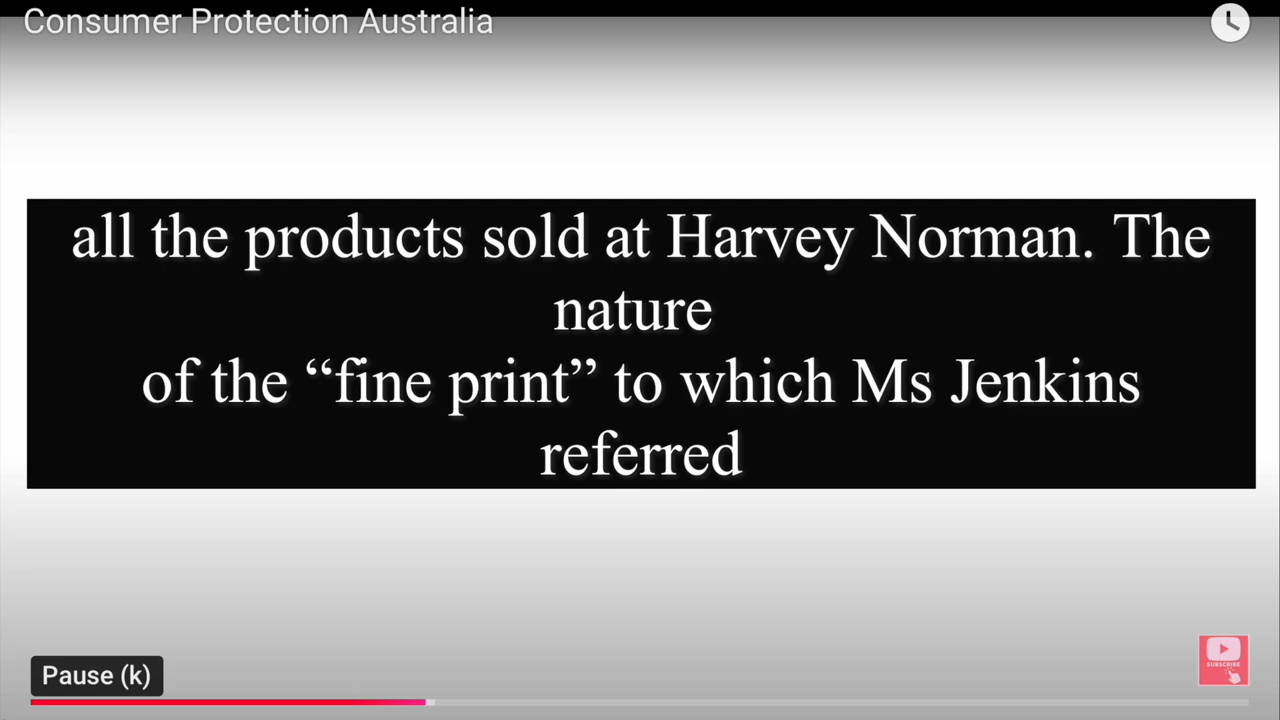 Consumer Protection Australia
all the products sold at Harvey Norman. The
nature
of the “fine print” to which Ms Jenkins
referred
SUBSCRIBE
Pause (k)